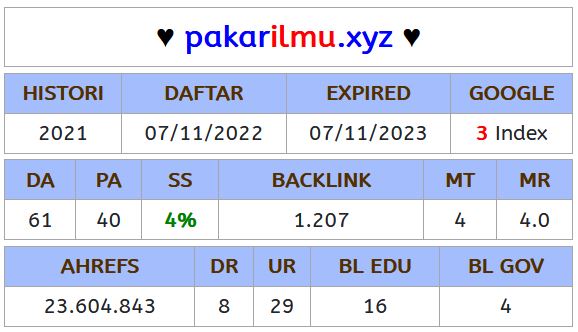 ♥ pakarilmu.xyz ♥
HISTORI DAFTAR EXPIRED GOOGLE
2021 07/11/2022 07/11/2023 3 Index
DA PA SS BACKLINK MT MR
61 40 4% 1.207 4 4.0
AHREFS DR UR BL EDU BL GOV
23.604.843 8 29 16 4